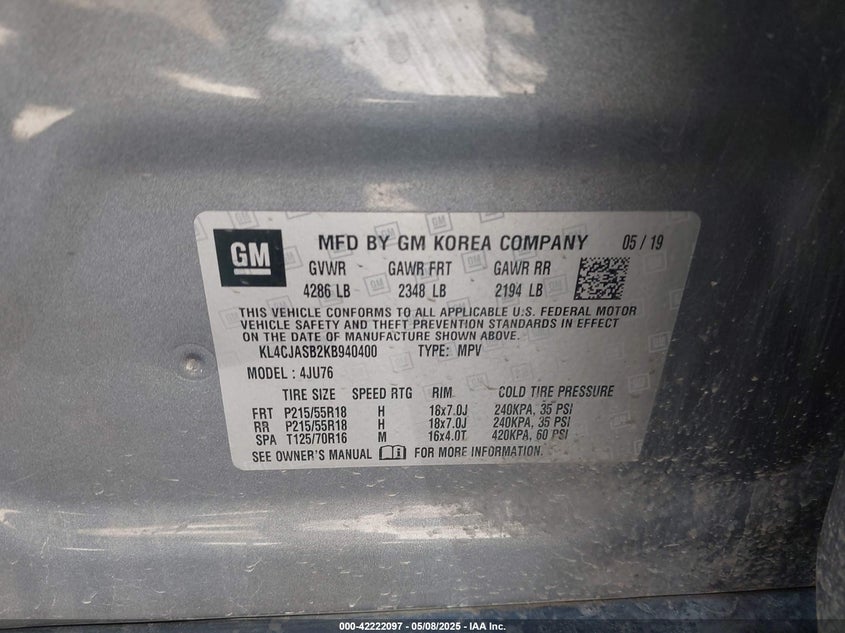 GM MFD BY GM KOREA COMPANY 05 / 19
GVWR GAWR FRT GAWR RR
4286 LB 2348 LB 2194 LB
THIS VEHICLE CONFORMS TO ALL APPLICABLE U.S. FEDERAL MOTOR
VEHICLE SAFETY AND THEFT PREVENTION STANDARDS IN EFFECT
ON THE DATE OF MANUFACTURE SHOWN ABOVE.
KL4CJASB2KB940400 TYPE: MPV
MODEL : 4JU76
TIRE SIZE SPEED RTG RIM COLD TIRE PRESSURE
FRT P215/55R18 H 18x7.0J 240KPA, 35 PSI
RR P215/55R18 H 18x7.0J 240KPA, 35 PSI
SPA T125/70R16 M 16x4.0T 420KPA, 60 PSI
SEE OWNER'S MANUAL FOR MORE INFORMATION.
000-42222097 - 05/08/2025 - IAA Inc.